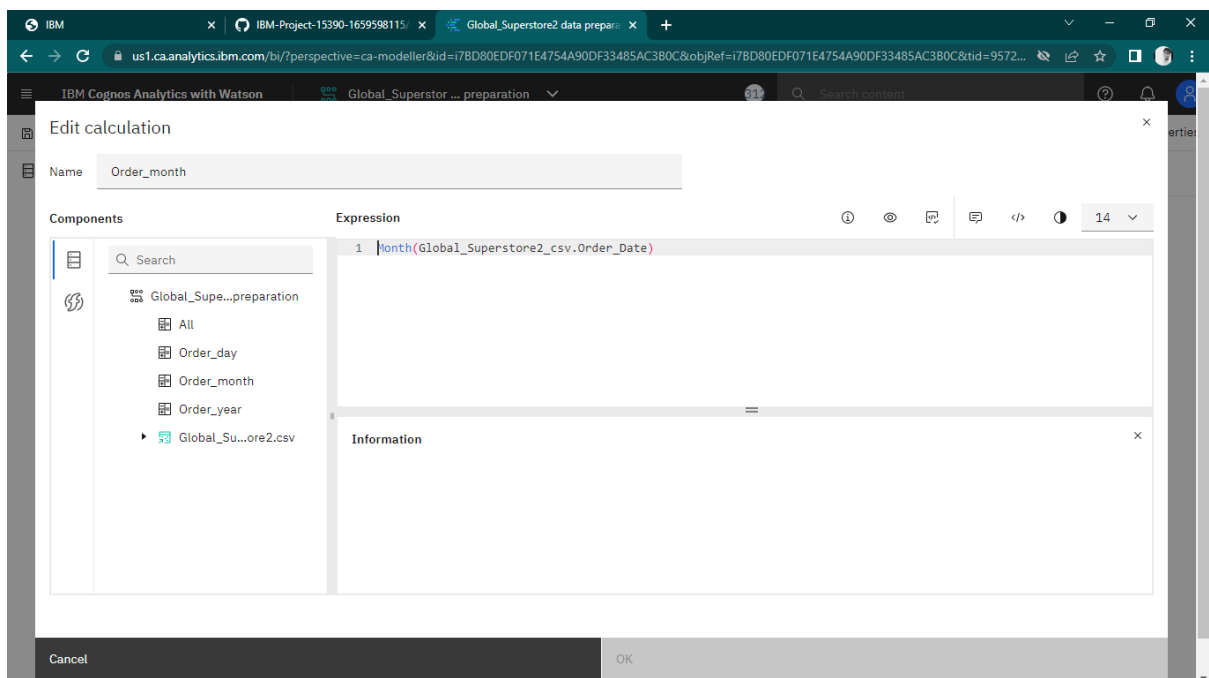 IBM
IBM-Project-15390-1659598115/
Global_Superstore2 data prepara
us1.ca.analytics.ibm.com/bi/?perspective=ca-modeller&id=i7BD80EDF071E4754A90DF33485AC3B0C&objRef=i7BD80EDF071E4754A90DF33485AC3B0C&tid=9572...
IBM Cognos Analytics with Watson
Global_Superstor ... preparation
Search content
Edit calculation
erties
Name
Order_month
Components
Expression
14
Search
1 Month(Global_Superstore2_csv.Order_Date)
Global_Supe...preparation
All
Order_day
Order_month
Order_year
Global_Su...ore2.csv
Information
Cancel
OK